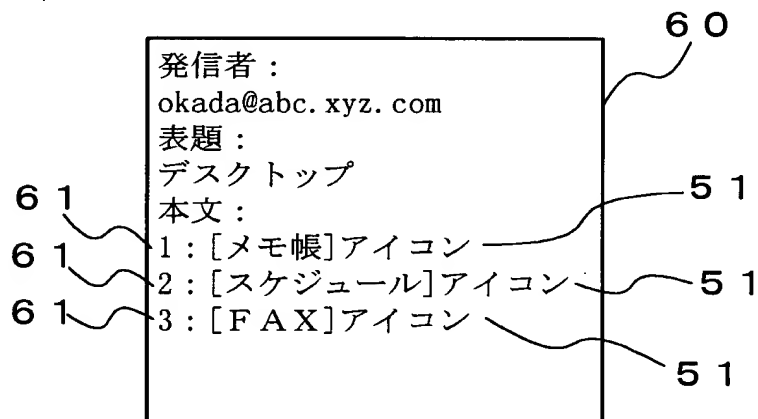 60
発信者：
okada@abc.xyz.com
表題：
デスクトップ
本文：
61
51
1：[メモ帳]アイコン
61
2：[スケジュール]アイコン
51
61
3：[ＦＡＸ]アイコン
51